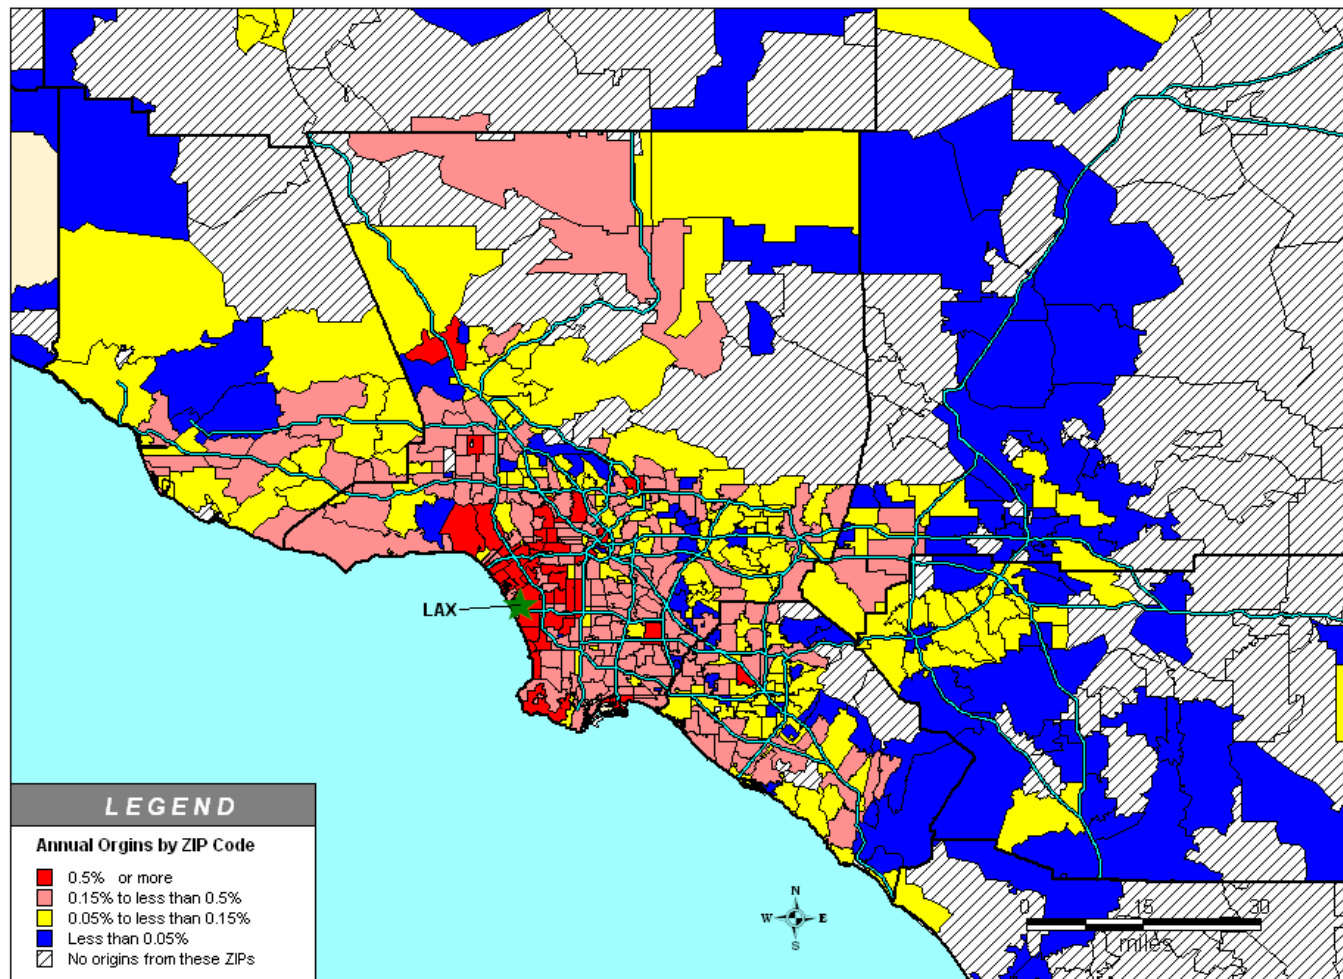 LAX
LEGEND
Annual Orgins by ZIP Code
0.5% or more
0.15% to less than 0.5%
0.05% to less than 0.15%
Less than 0.05%
No origins from these ZIPs
N
W E
S
0 15 30
miles